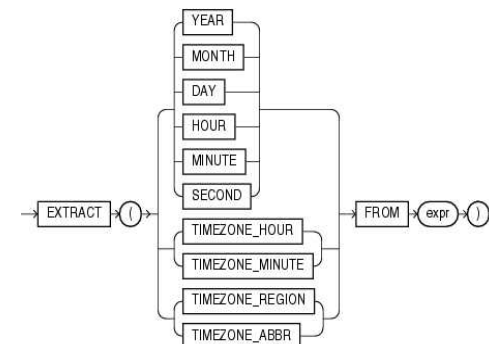 YEAR
MONTH
DAY
HOUR
MINUTE
SECOND
EXTRACT ( FROM expr )
TIMEZONE_HOUR
TIMEZONE_MINUTE
TIMEZONE_REGION
TIMEZONE_ABBR